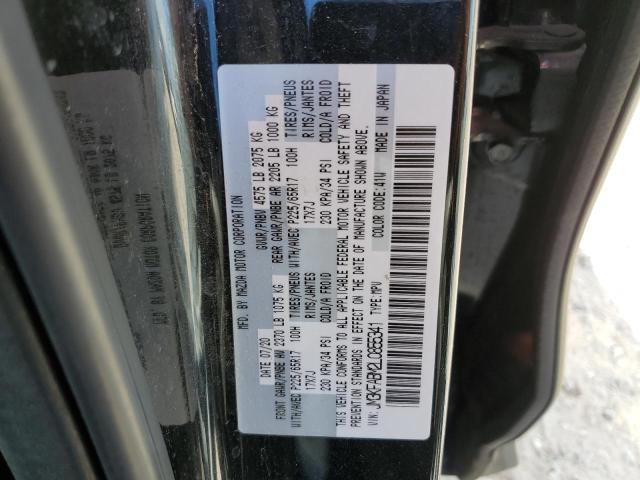 MFD. BY MAZDA MOTOR CORPORATION
DATE 07/20 GVWR/PNBV 4575 LB 2075 KG
FRONT GAWR/PNBE AV 2370 LB 1075 KG REAR GAWR/PNBE AR 2205 LB 1000 KG
WITH/AVEC P225/65R17 100H TIRES/PNEUS WITH/AVEC P225/65R17 100H TIRES/PNEUS
17X7J RIMS/JANTES 17X7J RIMS/JANTES
230 KPA/34 PSI COLD/A FROID 230 KPA/34 PSI COLD/A FROID
THIS VEHICLE CONFORMS TO ALL APPLICABLE FEDERAL MOTOR VEHICLE SAFETY AND THEFT
PREVENTION STANDARDS IN EFFECT ON THE DATE OF MANUFACTURE SHOWN ABOVE.
VIN: JM3KFABM2L0855341 TYPE:MPV COLOR CODE:41W MADE IN JAPAN